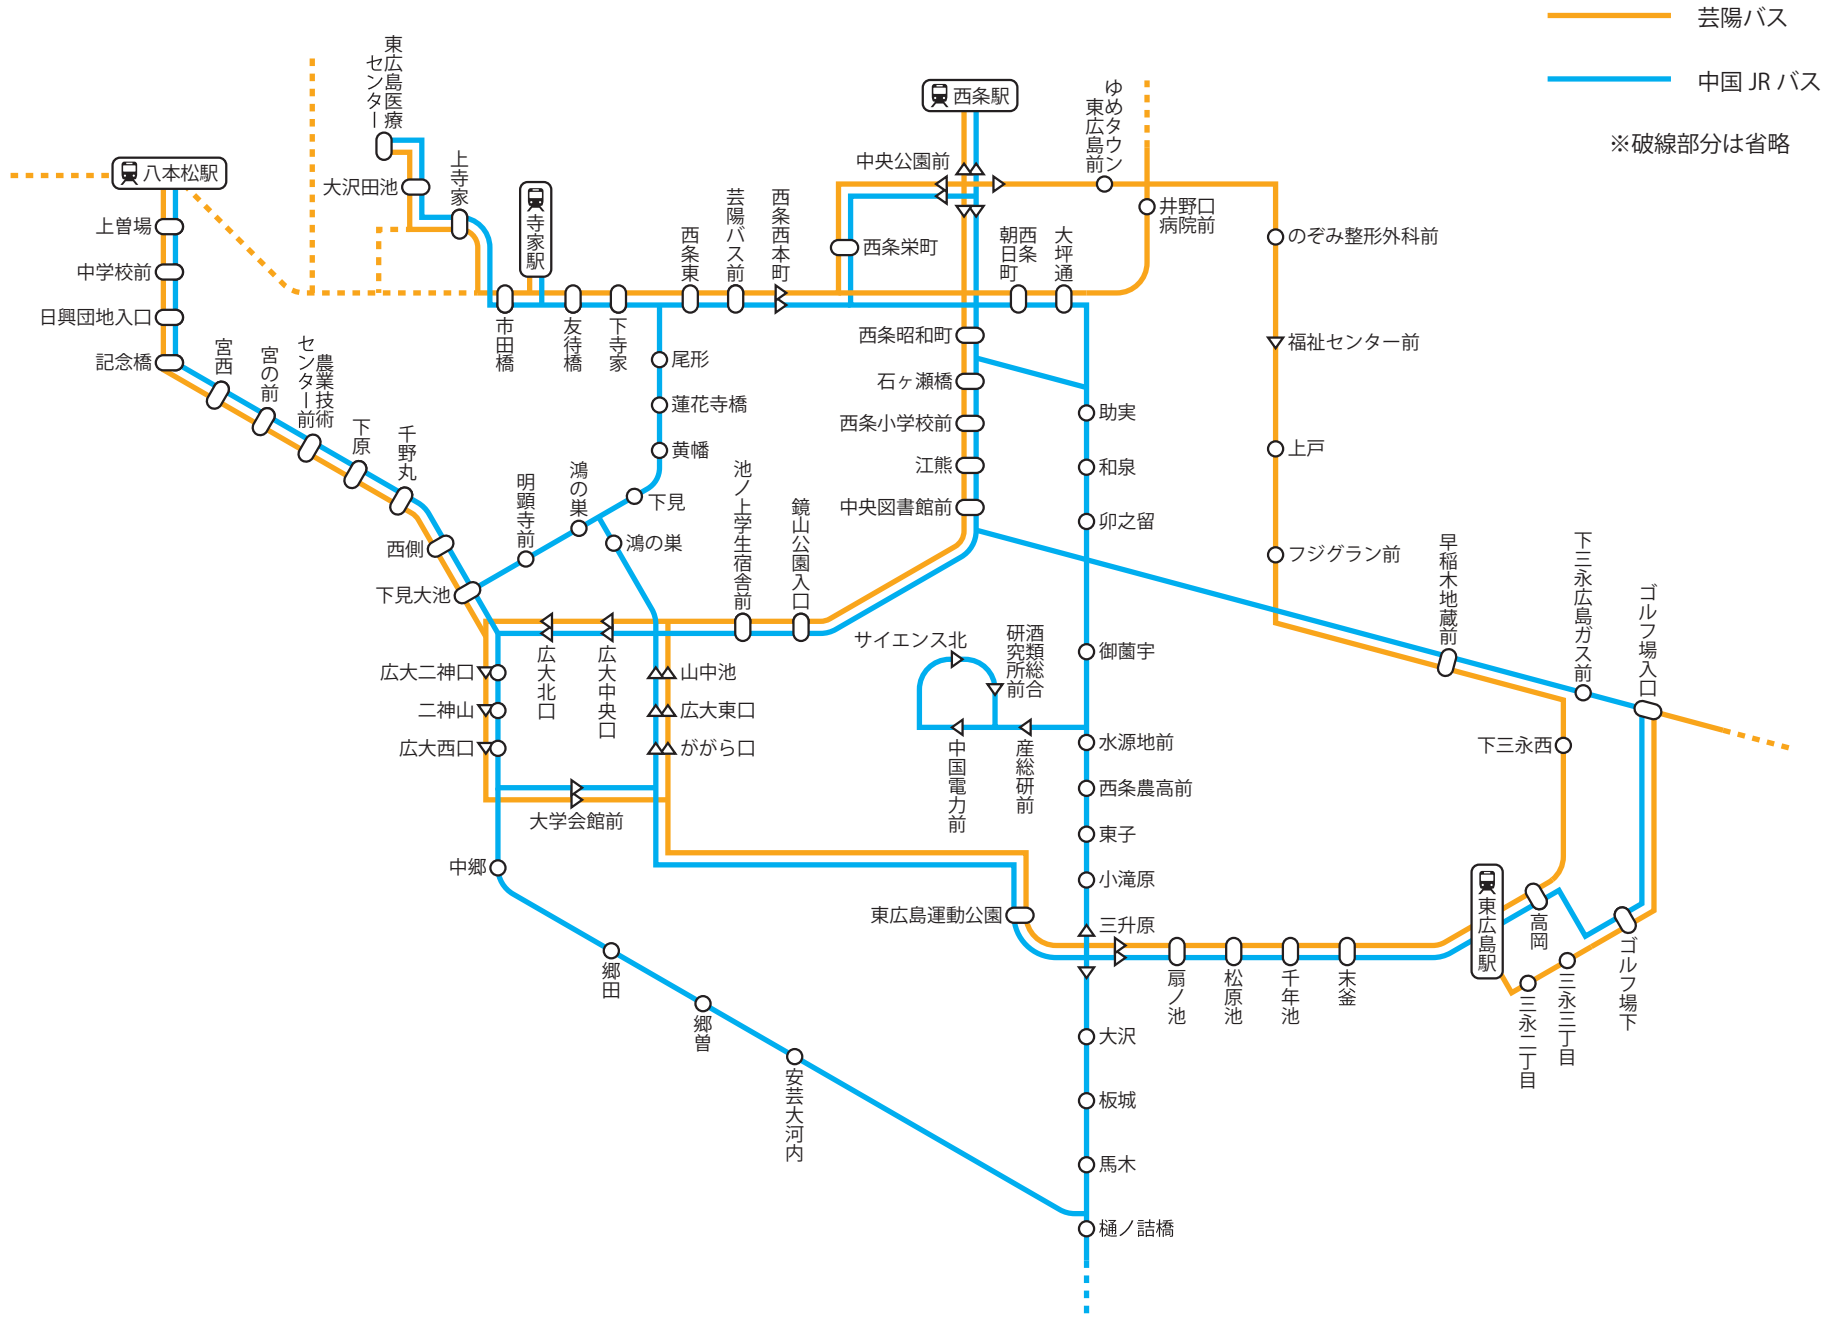 芸陽バス
中国 JR バス
※破線部分は省略
東広島医療
センター
八本松駅
大沢田池
上寺家
寺家駅
西条東
芸陽バス前
西条西本町
西条駅
中央公園前
ゆめタウン
東広島前
井野口
病院前
西条栄町
西条
朝日町
大坪通
のぞみ整形外科前
福祉センター前
上戸
フジグラン前
上曽場
中学校前
日興団地入口
記念橋
宮西
宮の前
農業技術
センター前
下原
千野丸
西側
下見大池
市田橋
友待橋
下寺家
尾形
蓮花寺橋
黄幡
下見
鴻の巣
明顕寺前
鴻の巣
池ノ上学生宿舎前
鏡山公園入口
西条昭和町
石ヶ瀬橋
西条小学校前
江熊
中央図書館前
助実
和泉
卯之留
御薗宇
水源地前
西条農高前
東子
小滝原
三升原
大沢
板城
馬木
樋ノ詰橋
サイエンス北
酒類総合
研究所前
中国電力前
産総研前
早稲木地蔵前
下三永広島ガス前
ゴルフ場入口
下三永西
広大二神口
二神山
広大西口
広大北口
広大中央口
山中池
広大東口
ががら口
大学会館前
中郷
郷田
郷曽
安芸大河内
東広島運動公園
扇ノ池
松原池
千年池
末釜
東広島駅
高岡
ゴルフ場下
三永三丁目
三永二丁目